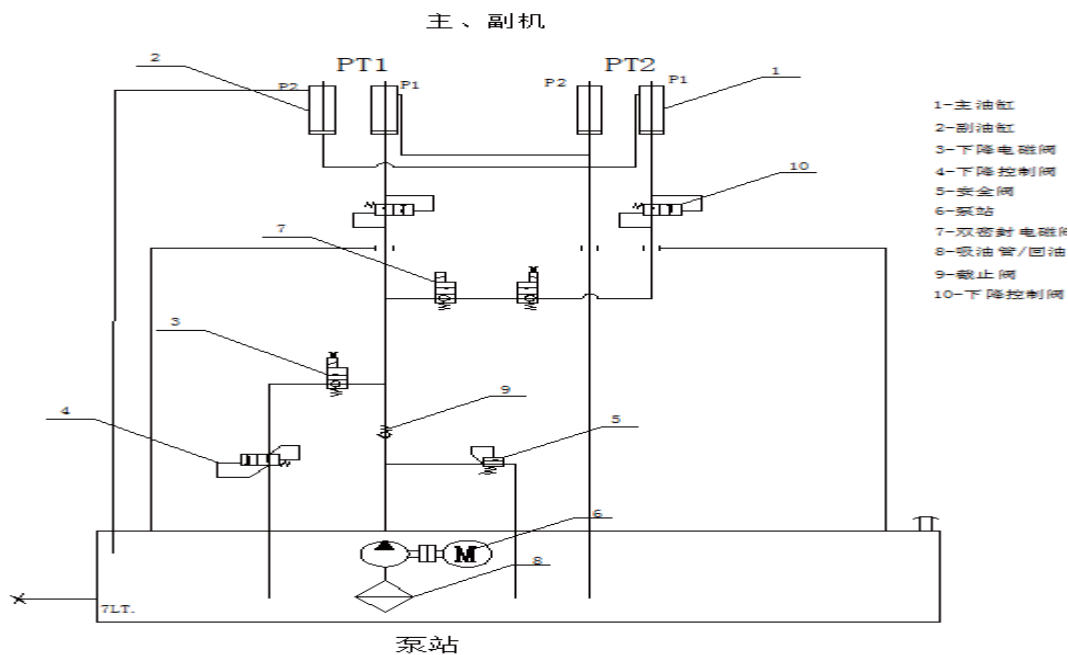 主、副机
PT1
PT2
2
P2
P1
P2
P1
1
1-主油缸
2-副油缸
3-下降电磁阀
4-下降控制阀
5-安全阀
6-泵站
7-双密封电磁阀
8-吸油管/回油
9-截止阀
10-下降控制阀
10
7
3
9
4
5
6
M
8
7LT.
泵站